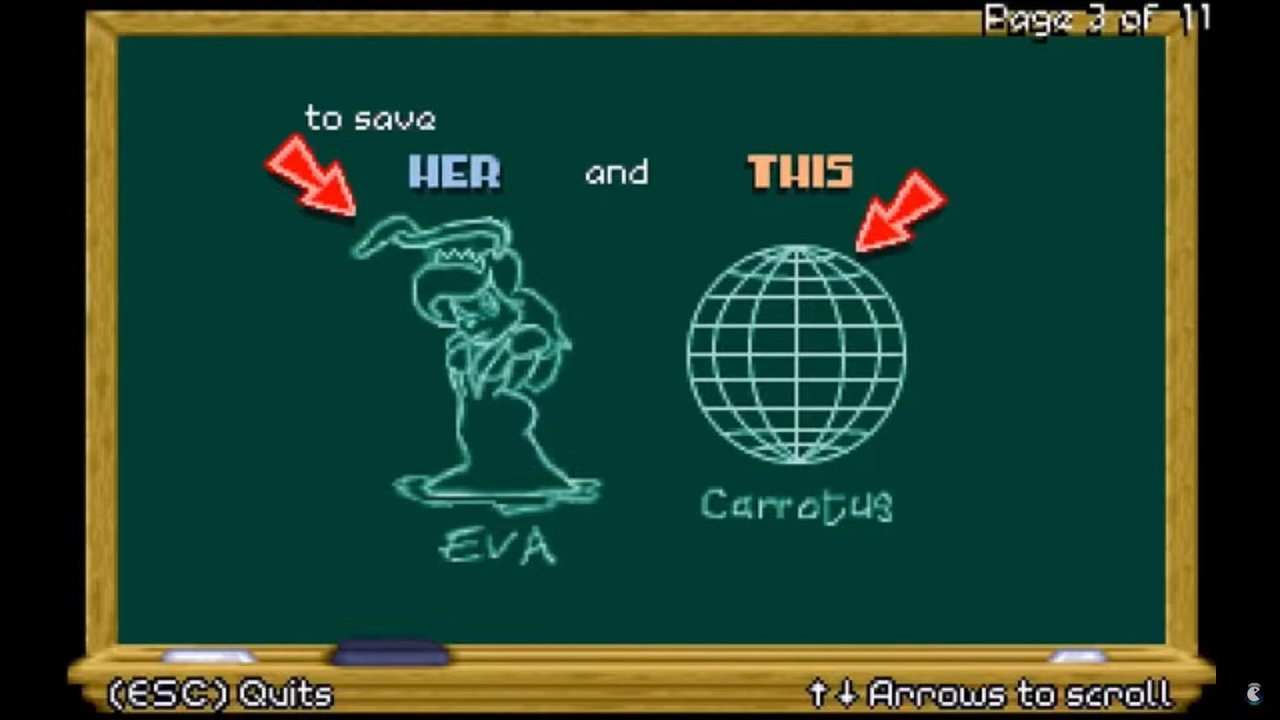 Page 3 of 11
to save
HER and THIS
EVA
Carrotus
(ESC) Quits
↑↓ Arrows to scroll